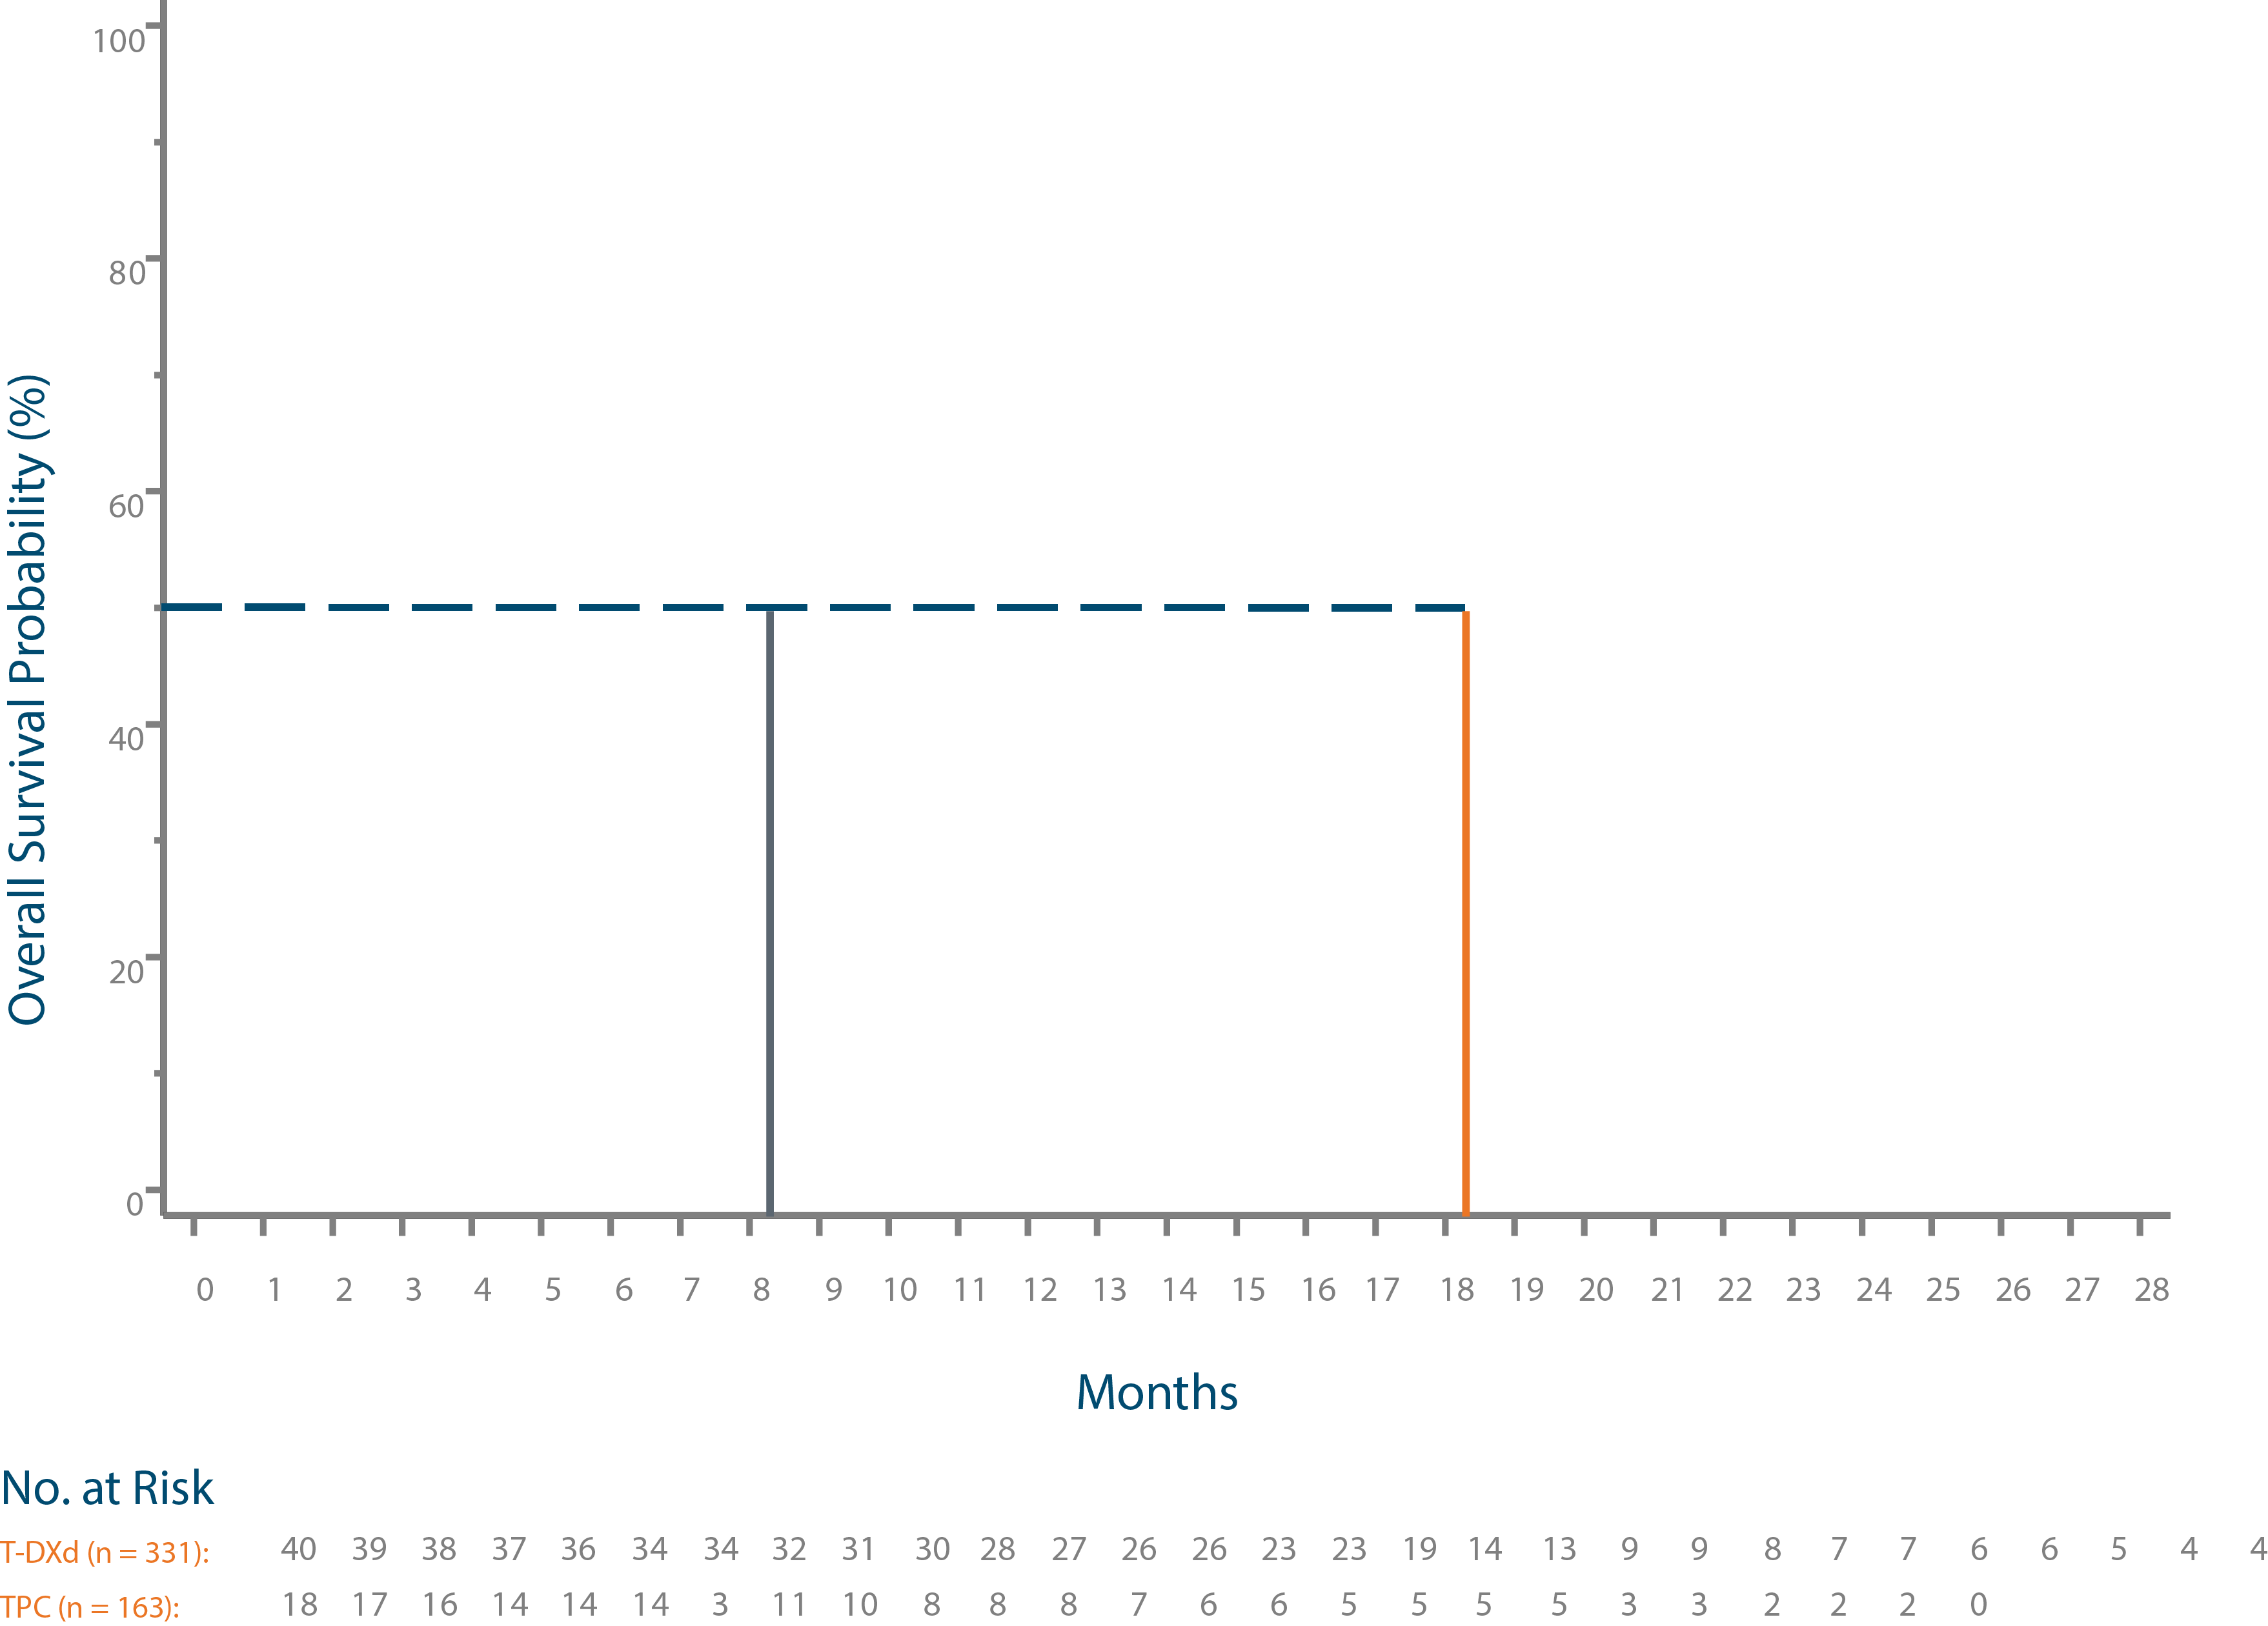 100
80
60
40
20
0
Overall Survival Probability (%)
0 1 2 3 4 5 6 7 8 9 10 11 12 13 14 15 16 17 18 19 20 21 22 23 24 25 26 27 28
Months
No. at Risk
T-DXd (n = 331): 40 39 38 37 36 34 34 32 31 30 28 27 26 26 23 23 19 14 13 9 9 8 7 7 6 6 5 4 4
TPC (n = 163): 18 17 16 14 14 14 3 11 10 8 8 8 7 6 6 5 5 5 5 3 3 2 2 2 0